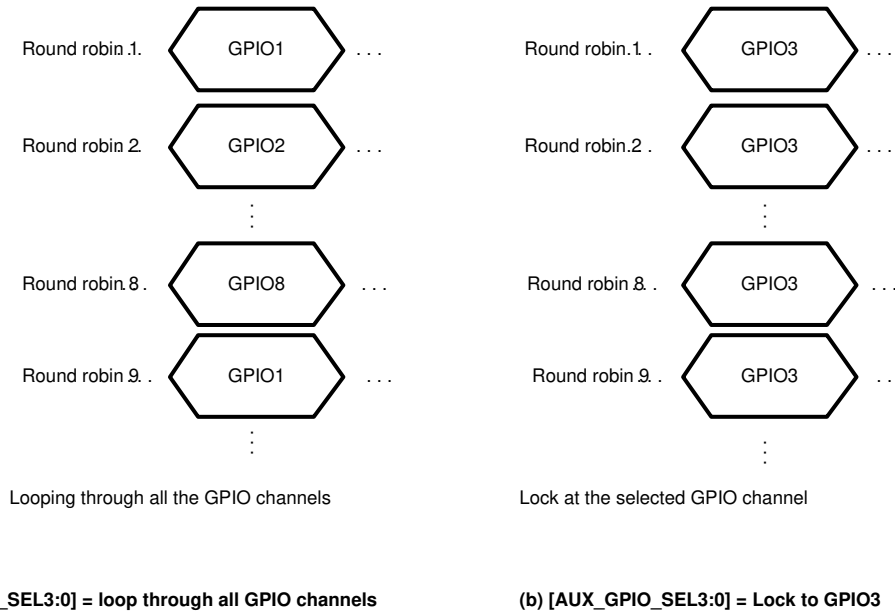 Round robin 1. . . GPIO1 . . .
Round robin 2. . . GPIO2 . . .
Round robin 8. . . GPIO8 . . .
Round robin 9. . . GPIO1 . . .
Looping through all the GPIO channels
_SEL3:0] = loop through all GPIO channels
Round robin 1. . . GPIO3 . . .
Round robin 2. . . GPIO3 . . .
Round robin 8. . . GPIO3 . . .
Round robin 9. . . GPIO3 . .
Lock at the selected GPIO channel
(b) [AUX_GPIO_SEL3:0] = Lock to GPIO3